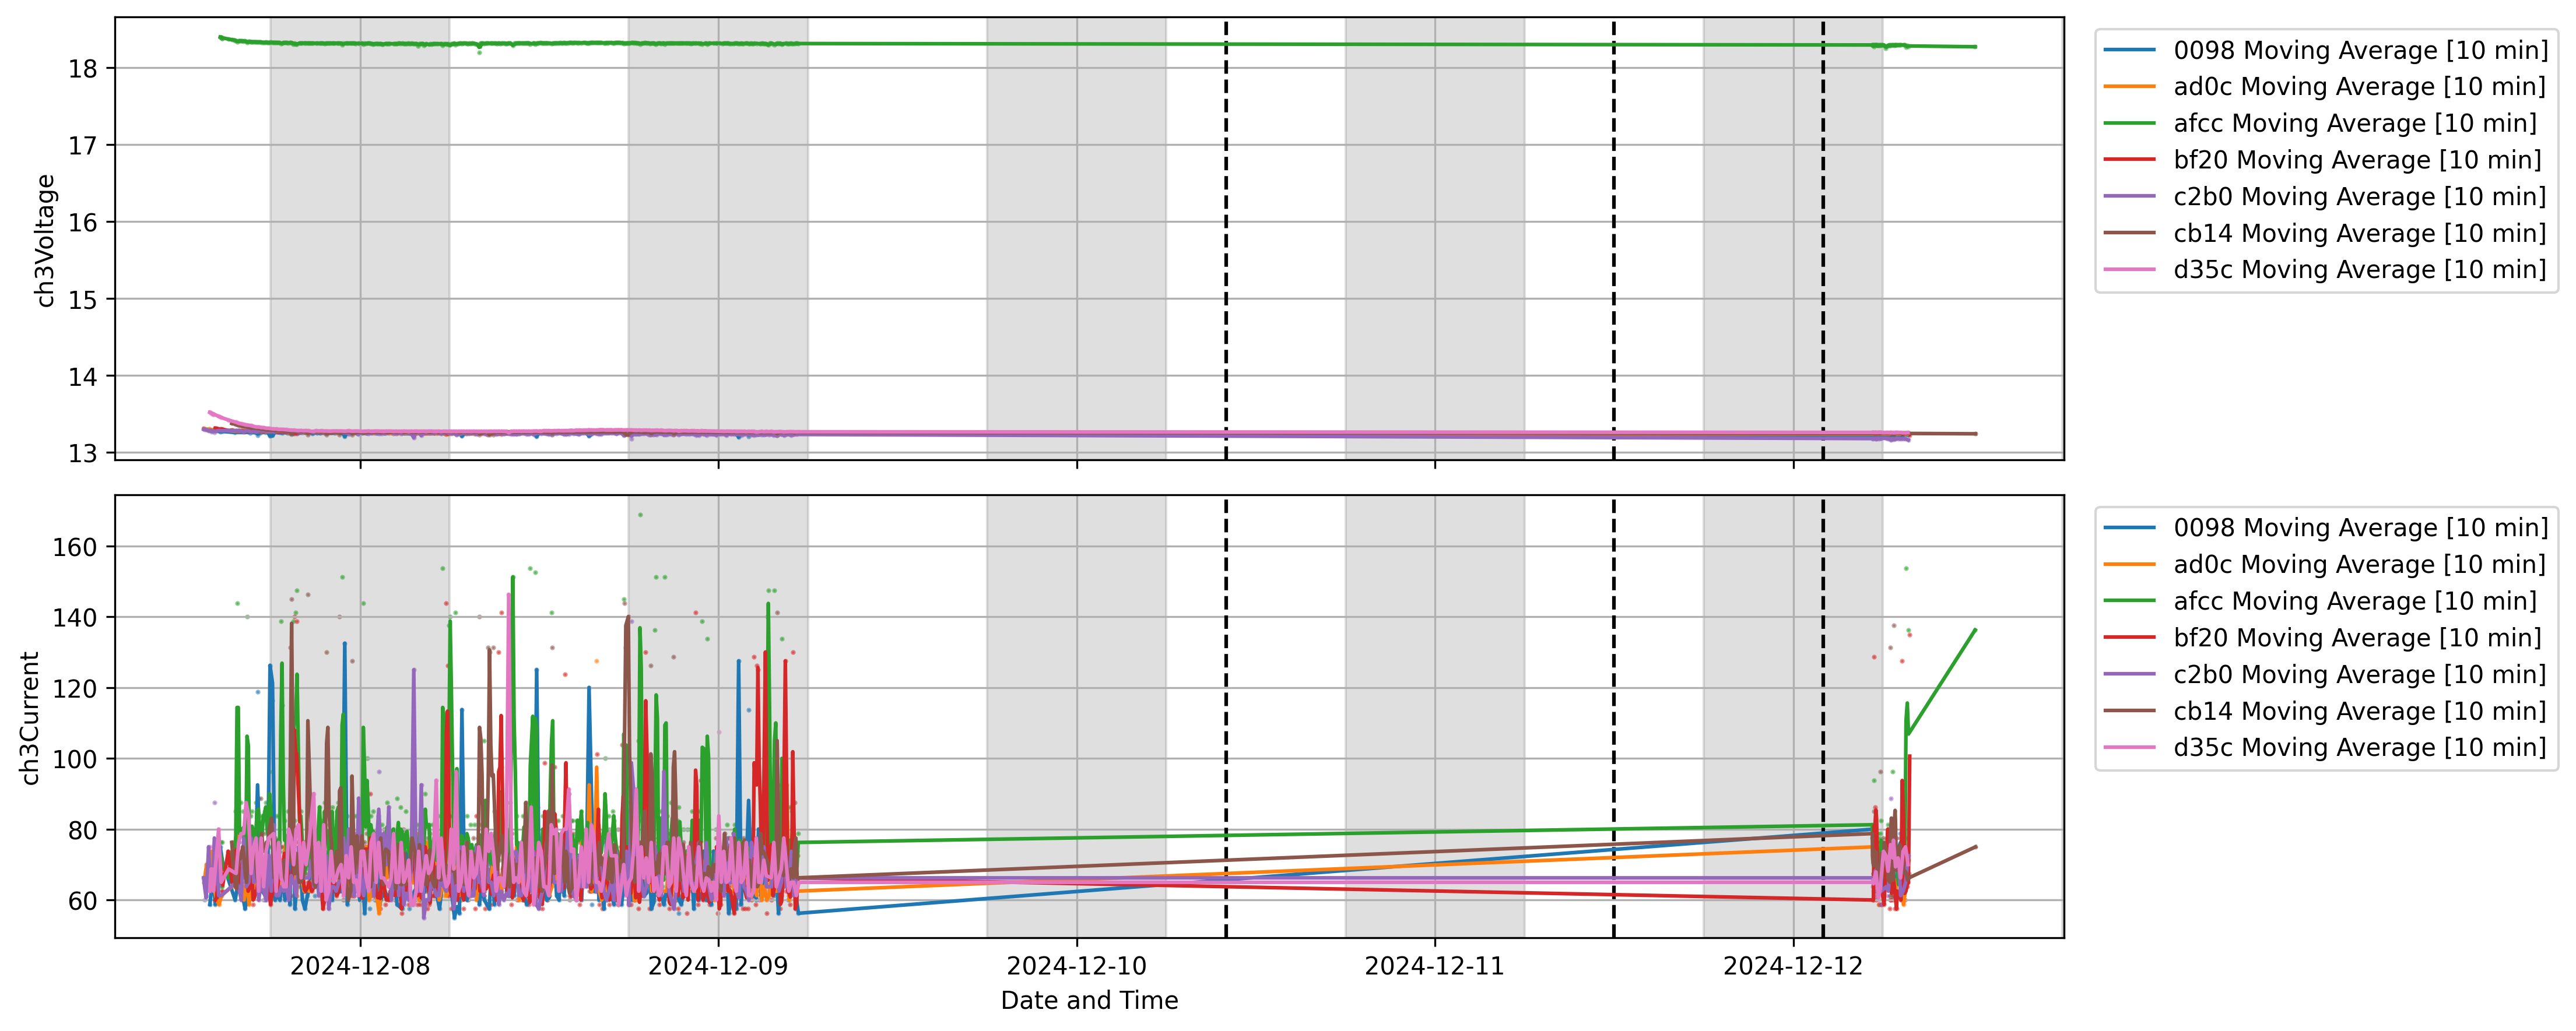 18
17
16
15
14
13
ch3Voltage
0098 Moving Average [10 min]
ad0c Moving Average [10 min]
afcc Moving Average [10 min]
bf20 Moving Average [10 min]
c2b0 Moving Average [10 min]
cb14 Moving Average [10 min]
d35c Moving Average [10 min]
160
140
120
100
80
60
ch3Current
0098 Moving Average [10 min]
ad0c Moving Average [10 min]
afcc Moving Average [10 min]
bf20 Moving Average [10 min]
c2b0 Moving Average [10 min]
cb14 Moving Average [10 min]
d35c Moving Average [10 min]
2024-12-08 2024-12-09 2024-12-10 2024-12-11 2024-12-12
Date and Time